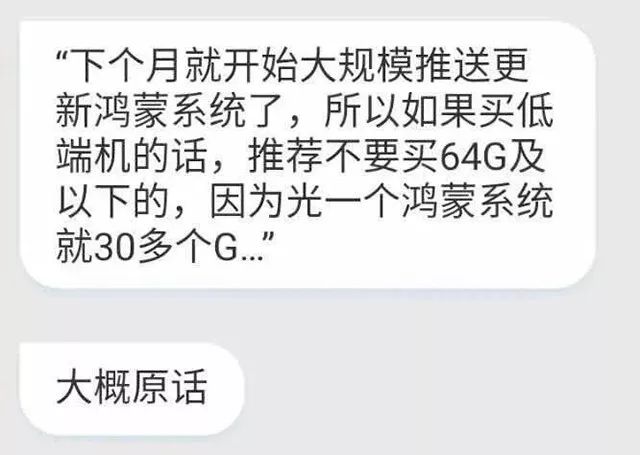 “下个月就开始大规模推送更
新鸿蒙系统了，所以如果买低
端机的话，推荐不要买64G及
以下的，因为光一个鸿蒙系统
就30多个G…”
大概原话